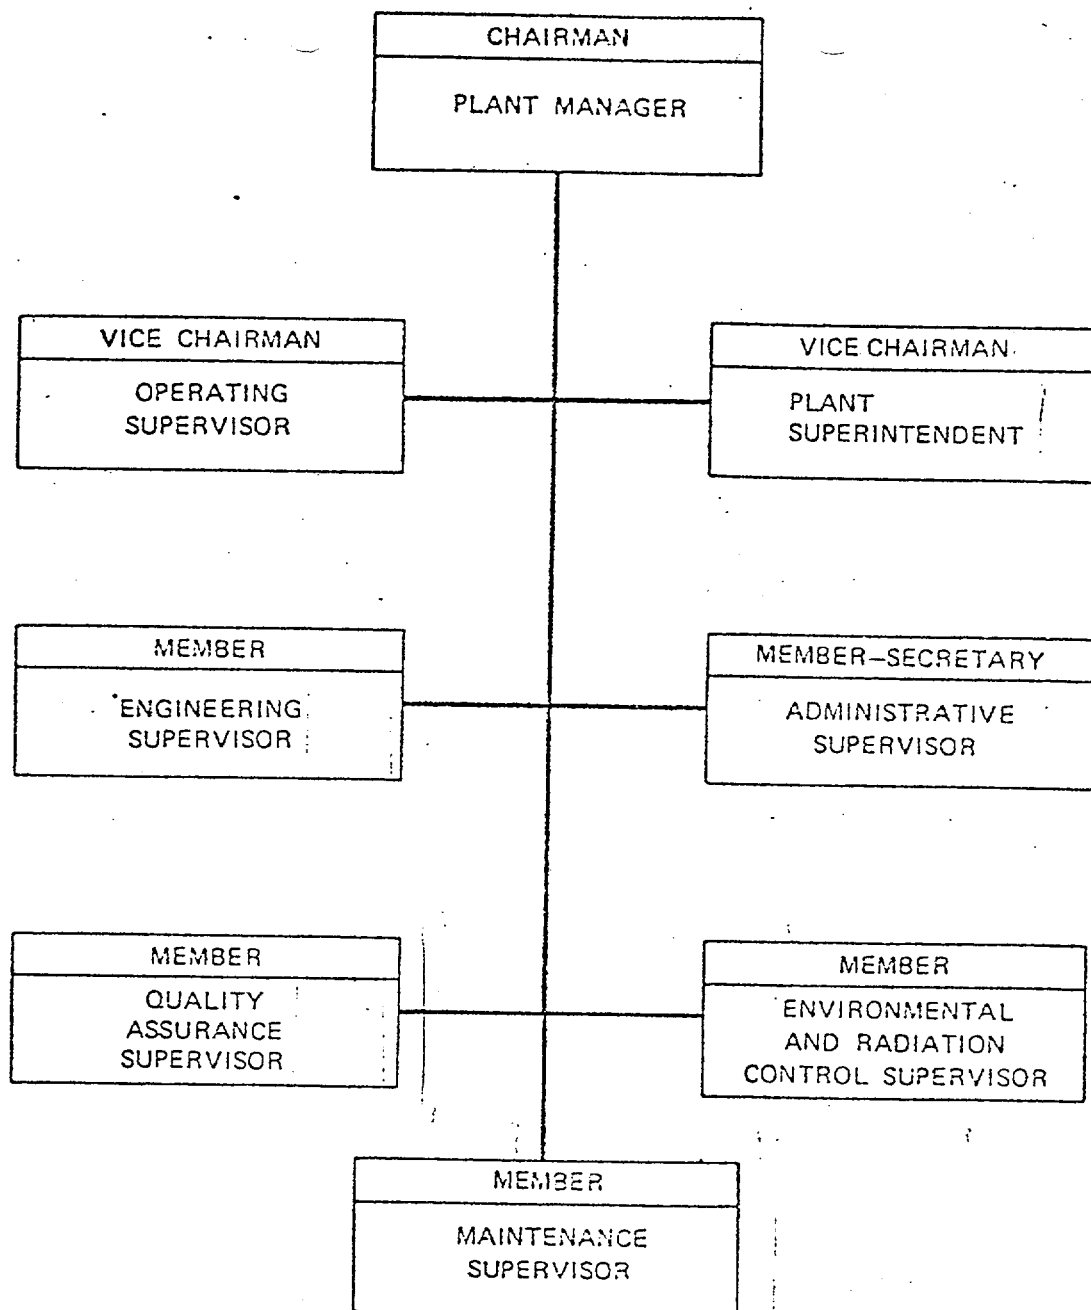 CHAIRMAN
PLANT MANAGER
VICE CHAIRMAN
OPERATING
SUPERVISOR
VICE CHAIRMAN
PLANT
SUPERINTENDENT
MEMBER
ENGINEERING
SUPERVISOR
MEMBER–SECRETARY
ADMINISTRATIVE
SUPERVISOR
MEMBER
QUALITY
ASSURANCE
SUPERVISOR
MEMBER
ENVIRONMENTAL
AND RADIATION
CONTROL SUPERVISOR
MEMBER
MAINTENANCE
SUPERVISOR